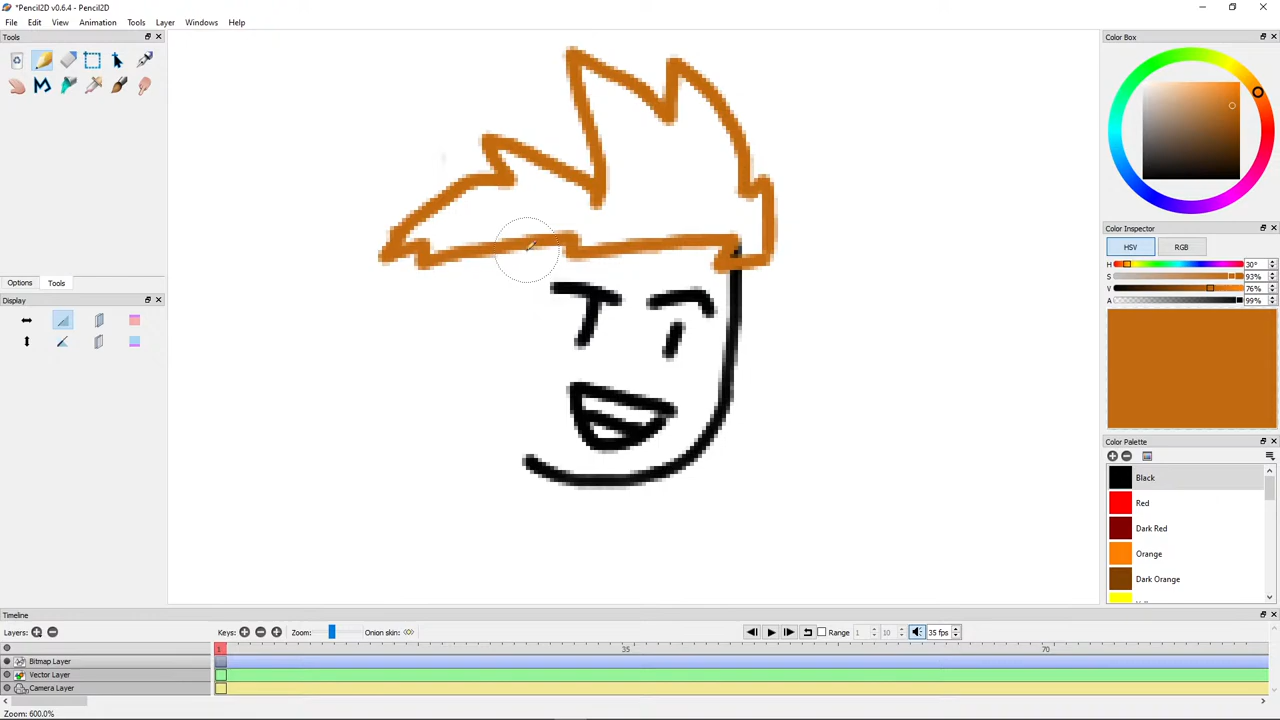 *Pencil2D v0.6.4 - Pencil2D
File Edit View Animation Tools Layer Windows Help
Tools
Options Tools
Display
Color Box
Color Inspector
HSV RGB
H 30°
S 93%
V 76%
A 99%
Color Palette
Black
Red
Dark Red
Orange
Dark Orange
Timeline
Layers: Keys: Zoom: Onion skin: Range 1 10 35 fps
1 35 70
Bitmap Layer
Vector Layer
Camera Layer
Zoom: 600.0%